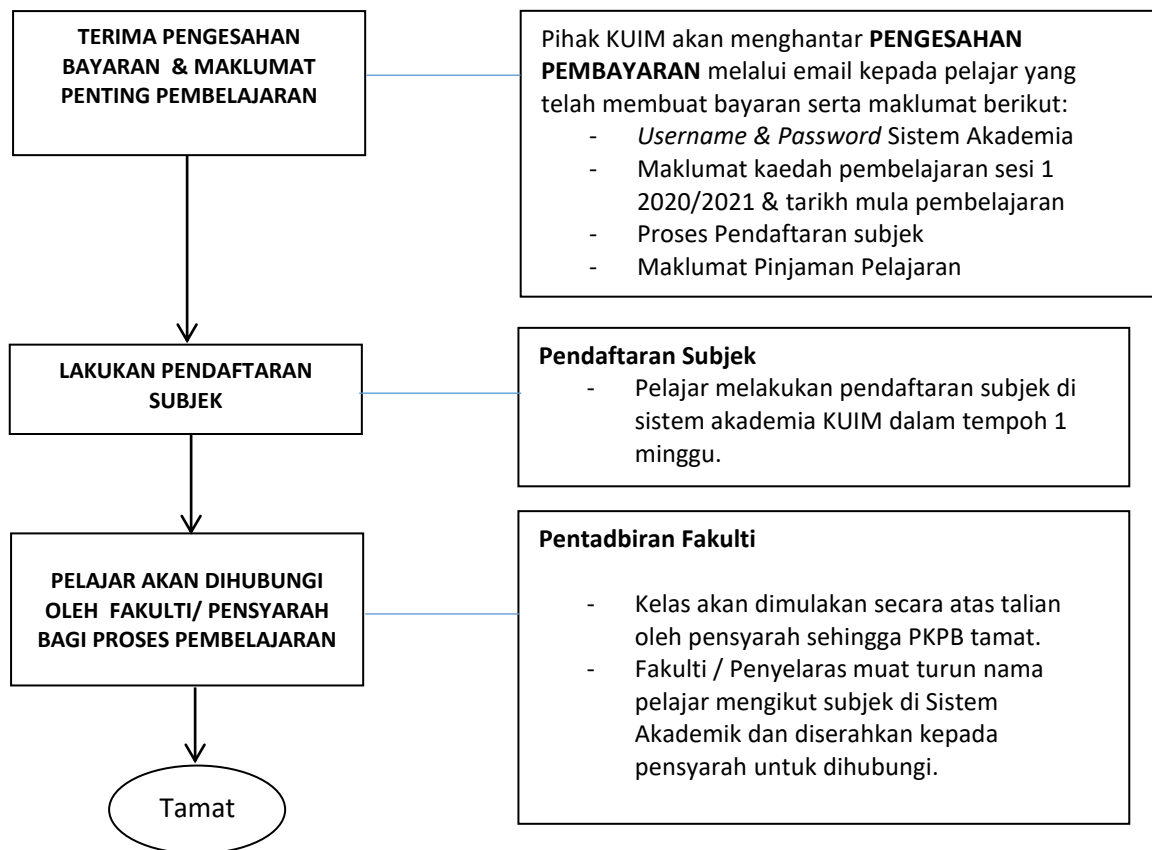 TERIMA PENGESAHAN
BAYARAN & MAKLUMAT
PENTING PEMBELAJARAN
Pihak KUIM akan menghantar PENGESAHAN
PEMBAYARAN melalui email kepada pelajar yang
telah membuat bayaran serta maklumat berikut:
- Username & Password Sistem Akademia
- Maklumat kaedah pembelajaran sesi 1
2020/2021 & tarikh mula pembelajaran
- Proses Pendaftaran subjek
- Maklumat Pinjaman Pelajaran
LAKUKAN PENDAFTARAN
SUBJEK
Pendaftaran Subjek
- Pelajar melakukan pendaftaran subjek di
sistem akademia KUIM dalam tempoh 1
minggu.
PELAJAR AKAN DIHUBUNGI
OLEH FAKULTI/ PENSYARAH
BAGI PROSES PEMBELAJARAN
Pentadbiran Fakulti
- Kelas akan dimulakan secara atas talian
oleh pensyarah sehingga PKPB tamat.
- Fakulti / Penyelaras muat turun nama
pelajar mengikut subjek di Sistem
Akademik dan diserahkan kepada
pensyarah untuk dihubungi.
Tamat